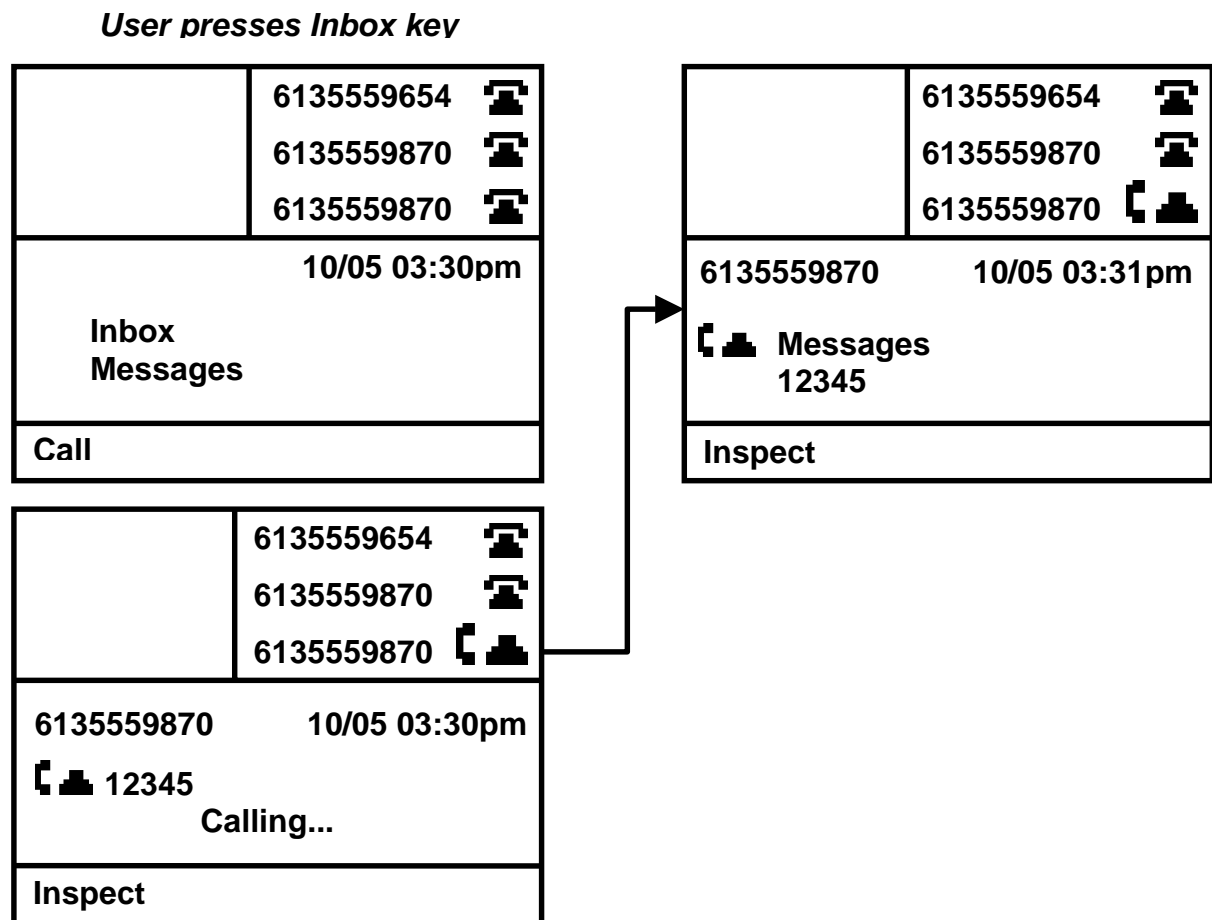 User presses Inbox key
6135559654
6135559870
6135559870
10/05 03:30pm
Inbox
Messages
Call
6135559654
6135559870
6135559870
6135559870 10/05 03:30pm
12345
Calling...
Inspect
6135559654
6135559870
6135559870
6135559870 10/05 03:31pm
Messages
12345
Inspect